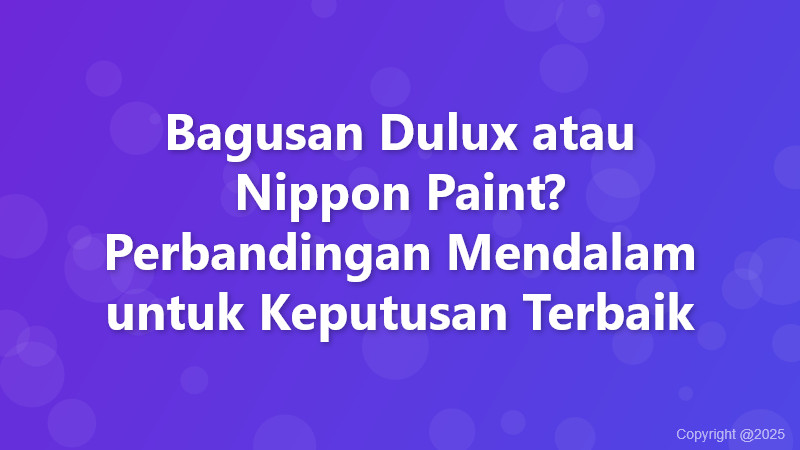 Bagusan Dulux atau
Nippon Paint?
Perbandingan Mendalam
untuk Keputusan Terbaik
Copyright @2025